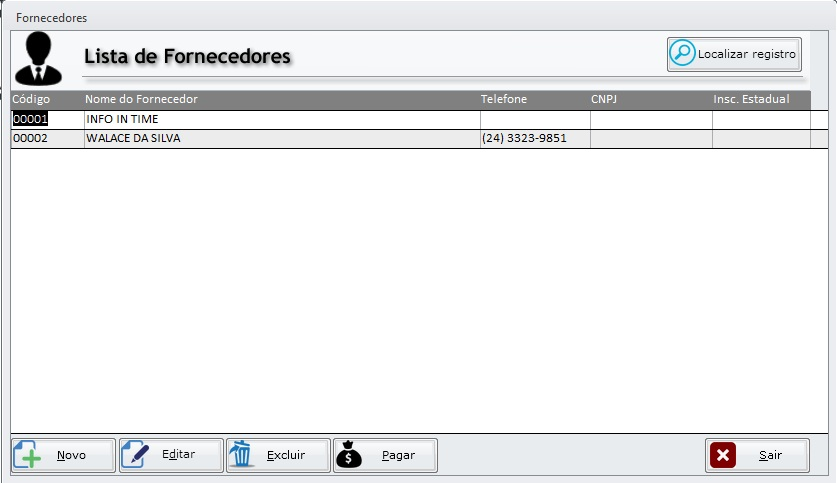 Fornecedores
Lista de Fornecedores
Localizar registro
Código Nome do Fornecedor Telefone CNPJ Insc. Estadual
00001 INFO IN TIME
00002 WALACE DA SILVA (24) 3323-9851
Novo Editar Excluir $ Pagar Sair